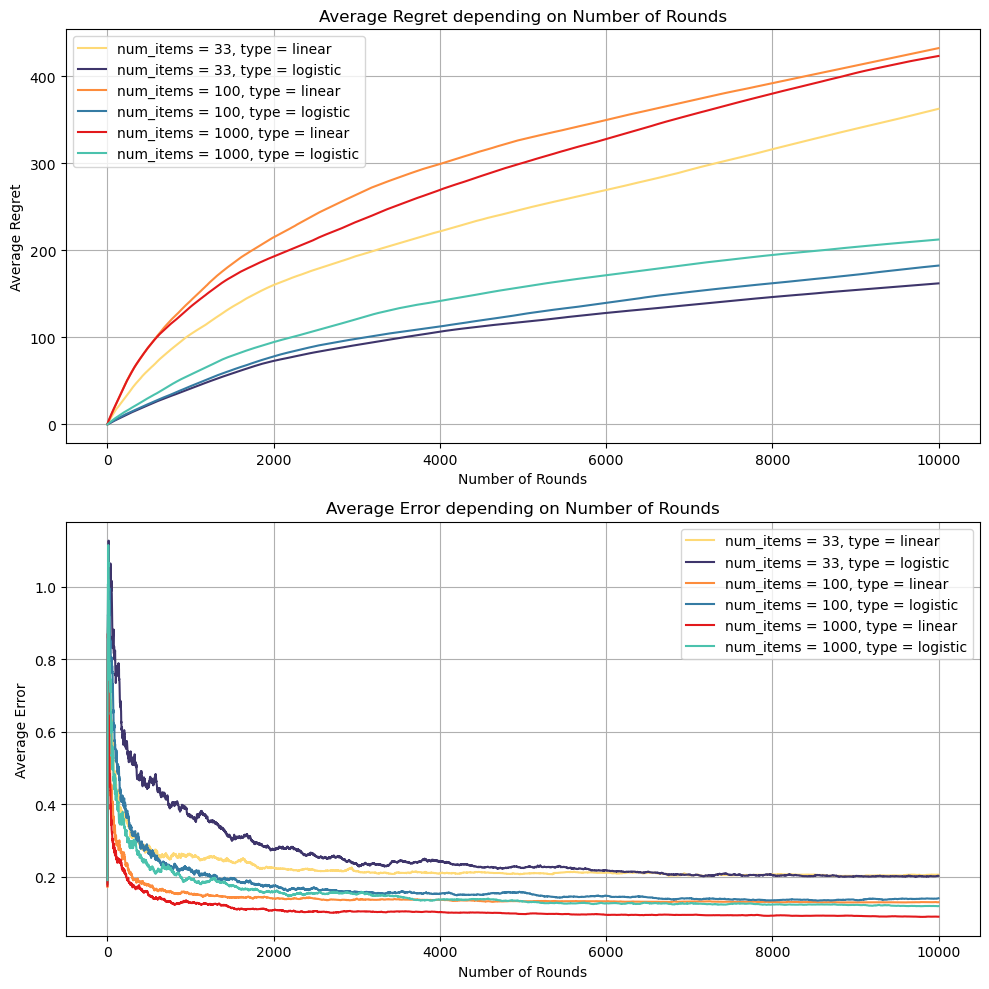 Average Regret depending on Number of Rounds
num_items = 33, type = linear
num_items = 33, type = logistic
num_items = 100, type = linear
num_items = 100, type = logistic
num_items = 1000, type = linear
num_items = 1000, type = logistic
Average Regret
400
300
200
100
0
0 2000 4000 6000 8000 10000
Number of Rounds
Average Error depending on Number of Rounds
num_items = 33, type = linear
num_items = 33, type = logistic
num_items = 100, type = linear
num_items = 100, type = logistic
num_items = 1000, type = linear
num_items = 1000, type = logistic
Average Error
1.0
0.8
0.6
0.4
0.2
0 2000 4000 6000 8000 10000
Number of Rounds